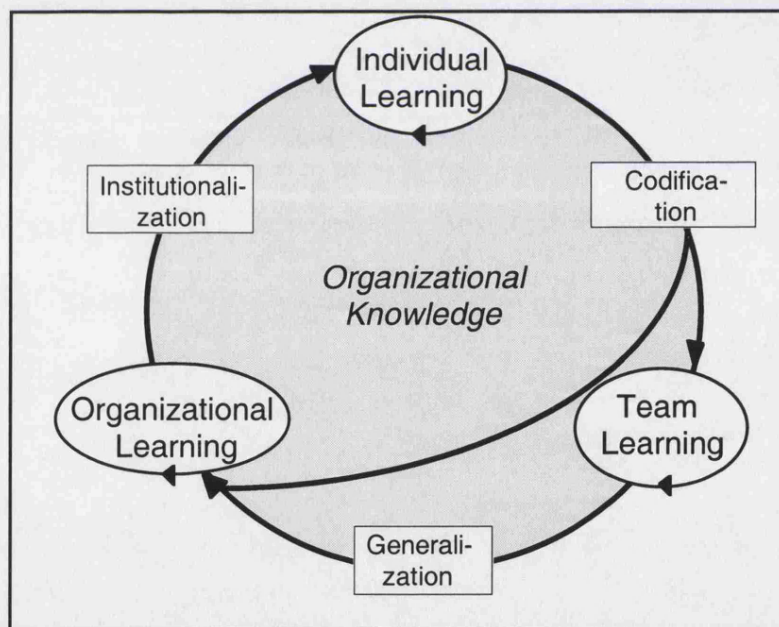 Individual
Learning
Institutionali-
zation
Codifica-
tion
Organizational
Knowledge
Organizational
Learning
Team
Learning
Generali-
zation